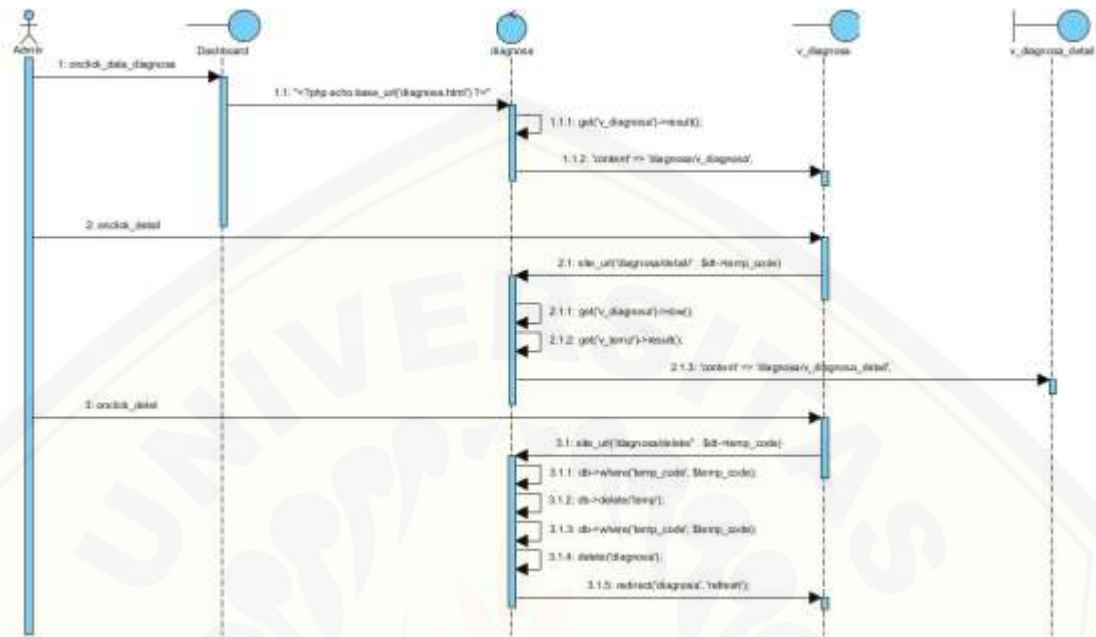 Admin
Dashboard
diagnosa
v_diagnosa
v_diagnosa_detail
1: onclick_data_diagnosa
1.1: "<?php echo base_url('diagnosa.html') ?>"
1.1.1: get('v_diagnosa')->result();
1.1.2: 'content' => 'diagnosa/v_diagnosa',
2: onclick_detail
2.1: site_url('diagnosa/detail/' . $dt->temp_code)
2.1.1: get('v_diagnosa')->row()
2.1.2: get('v_temp')->result();
2.1.3: 'content' => 'diagnosa/v_diagnosa_detail',
3: onclick_delet
3.1: site_url('diagnosa/delete/' . $dt->temp_code)
3.1.1: db->where('temp_code', $temp_code);
3.1.2: db->delete('temp');
3.1.3: db->where('temp_code', $temp_code)
3.1.4: delete('diagnosa');
3.1.5: redirect('diagnosa', 'refresh');
UNIVERSITAS